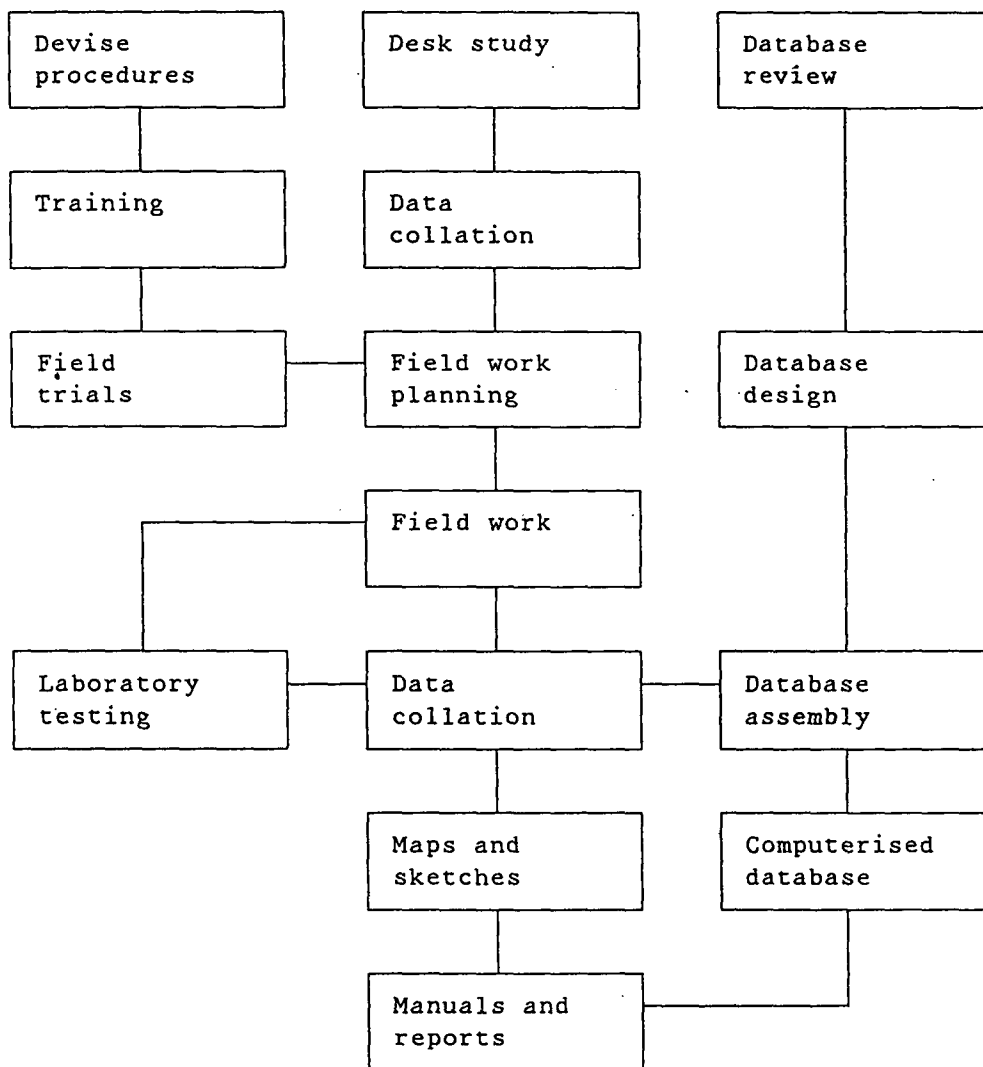 Devise
procedures
Desk study
Database
review
Training
Data
collation
Field
trials
Field work
planning
Database
design
Field work
Laboratory
testing
Data
collation
Database
assembly
Maps and
sketches
Computerised
database
Manuals and
reports